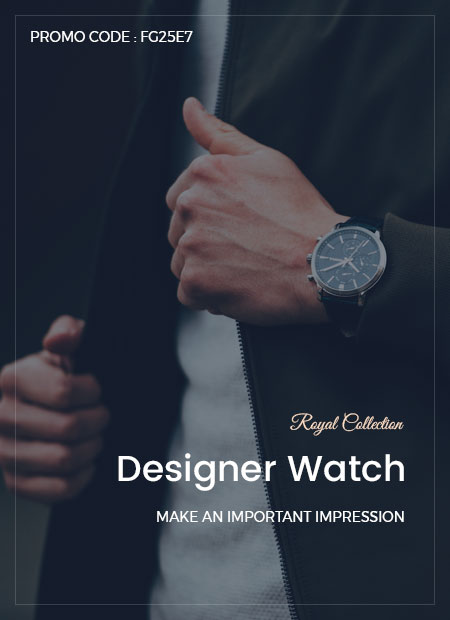 PROMO CODE : FG25E7
Royal Collection
Designer Watch
MAKE AN IMPORTANT IMPRESSION